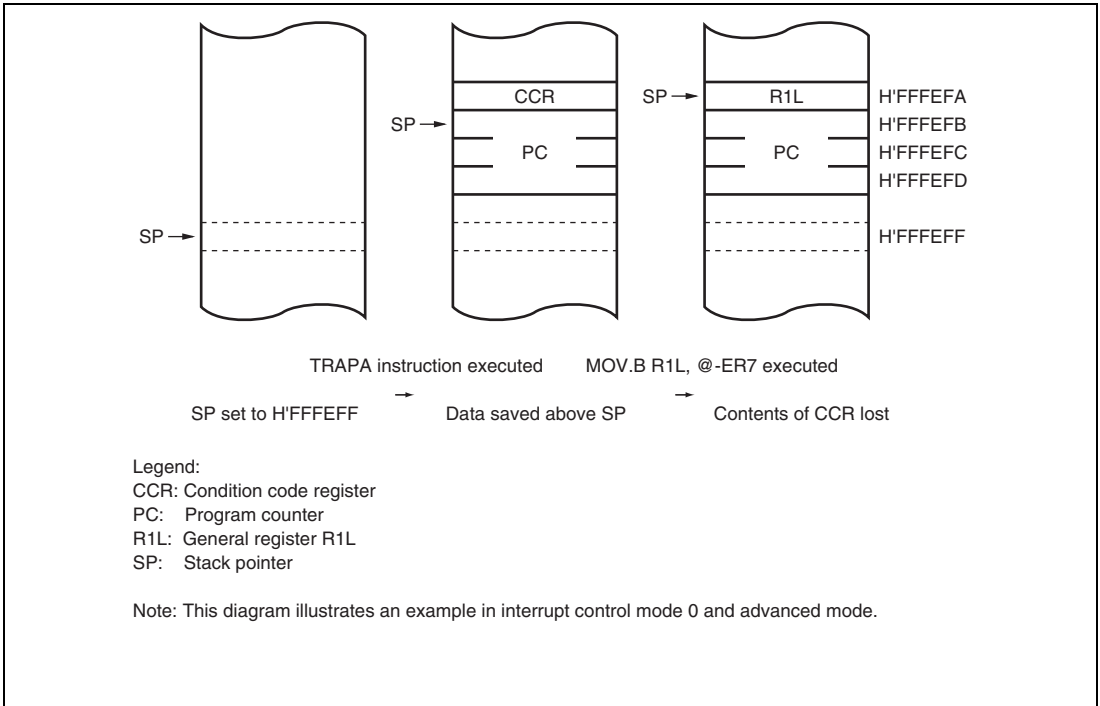 CCR
SP
R1L
H'FFFEFA
SP
H'FFFEFB
PC
PC
H'FFFEFC
H'FFFEFD
SP
H'FFFEFF
TRAPA instruction executed
MOV.B R1L, @-ER7 executed
SP set to H'FFFEFF
Data saved above SP
Contents of CCR lost
Legend:
CCR: Condition code register
PC: Program counter
R1L: General register R1L
SP: Stack pointer
Note: This diagram illustrates an example in interrupt control mode 0 and advanced mode.